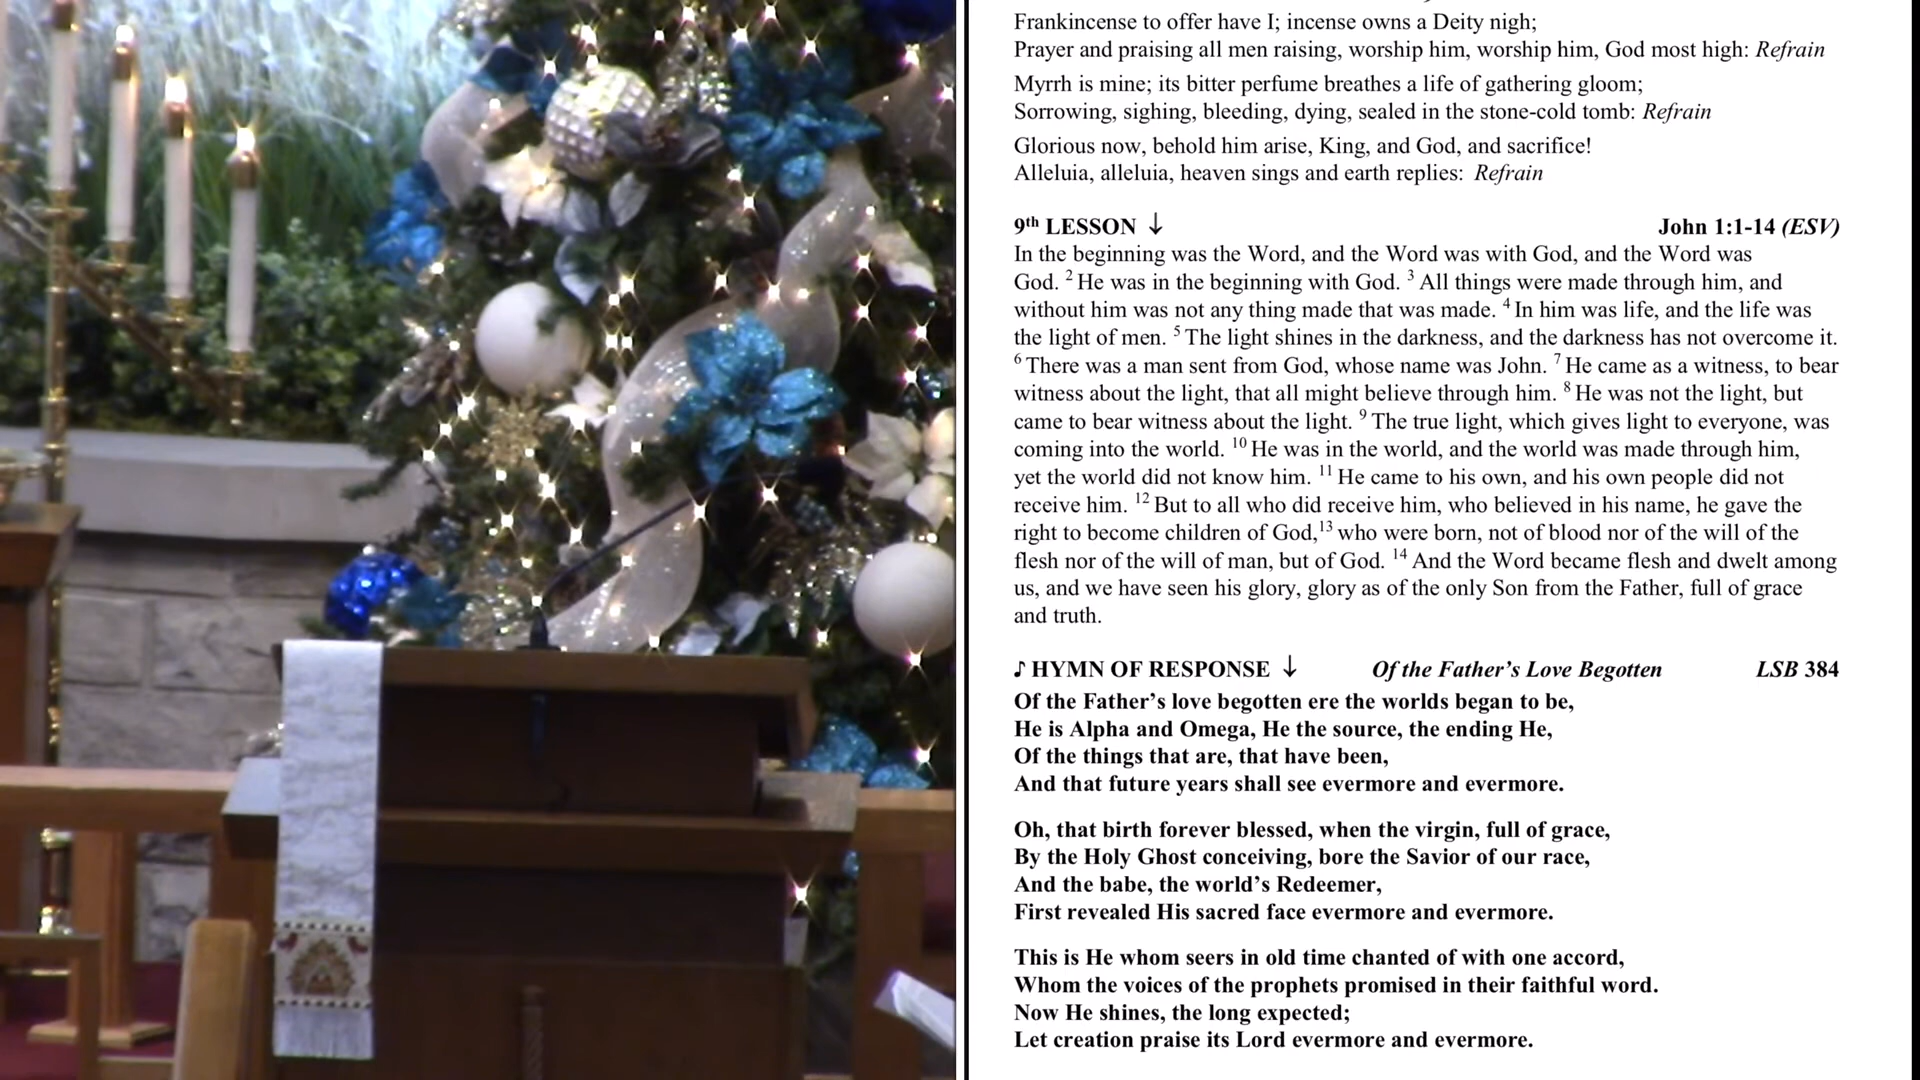 Frankincense to offer have I; incense owns a Deity nigh;
Prayer and praising all men raising, worship him, worship him, God most high: Refrain
Myrrh is mine; its bitter perfume breathes a life of gathering gloom;
Sorrowing, sighing, bleeding, dying, sealed in the stone-cold tomb: Refrain
Glorious now, behold him arise, King, and God, and sacrifice!
Alleluia, alleluia, heaven sings and earth replies: Refrain
9th LESSON ↓ John 1:1-14 (ESV)
In the beginning was the Word, and the Word was with God, and the Word was
God. 2 He was in the beginning with God. 3 All things were made through him, and
without him was not any thing made that was made. 4 In him was life, and the life was
the light of men. 5 The light shines in the darkness, and the darkness has not overcome it.
6 There was a man sent from God, whose name was John. 7 He came as a witness, to bear
witness about the light, that all might believe through him. 8 He was not the light, but
came to bear witness about the light. 9 The true light, which gives light to everyone, was
coming into the world. 10 He was in the world, and the world was made through him,
yet the world did not know him. 11 He came to his own, and his own people did not
receive him. 12 But to all who did receive him, who believed in his name, he gave the
right to become children of God,13 who were born, not of blood nor of the will of the
flesh nor of the will of man, but of God. 14 And the Word became flesh and dwelt among
us, and we have seen his glory, glory as of the only Son from the Father, full of grace
and truth.
♪ HYMN OF RESPONSE ↓ Of the Father’s Love Begotten LSB 384
Of the Father’s love begotten ere the worlds began to be,
He is Alpha and Omega, He the source, the ending He,
Of the things that are, that have been,
And that future years shall see evermore and evermore.
Oh, that birth forever blessed, when the virgin, full of grace,
By the Holy Ghost conceiving, bore the Savior of our race,
And the babe, the world’s Redeemer,
First revealed His sacred face evermore and evermore.
This is He whom seers in old time chanted of with one accord,
Whom the voices of the prophets promised in their faithful word.
Now He shines, the long expected;
Let creation praise its Lord evermore and evermore.